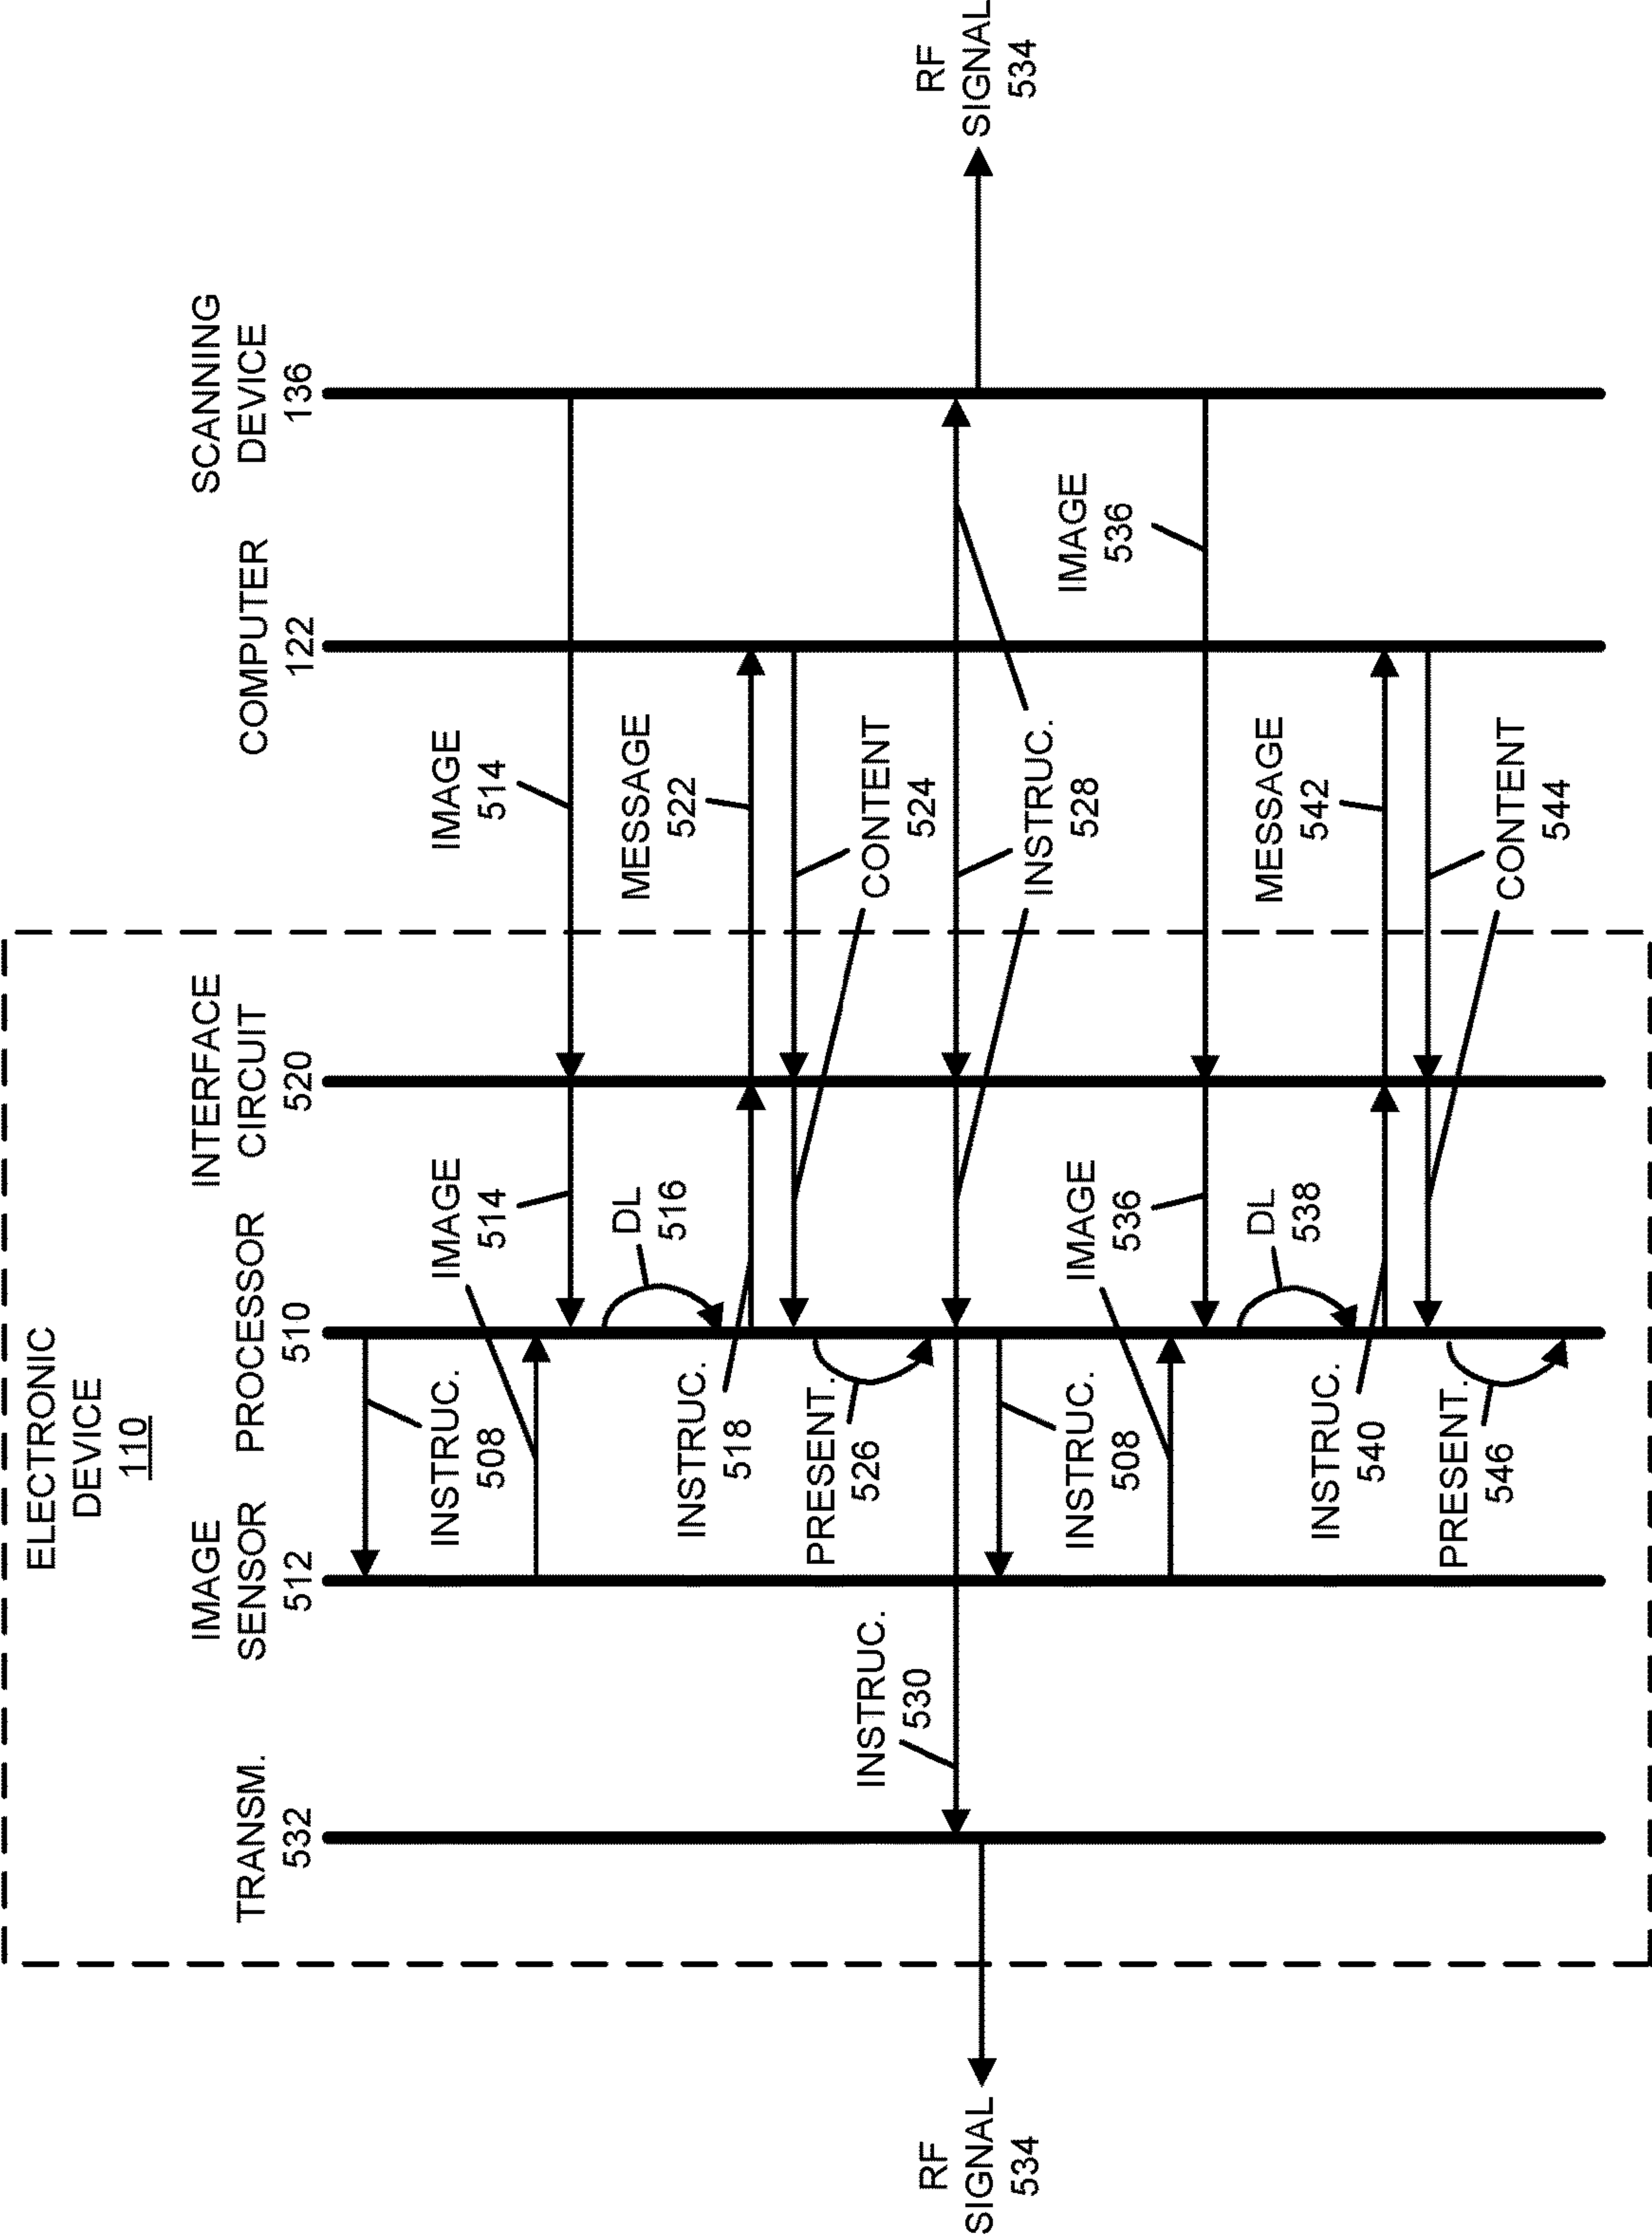 ELECTRONIC
DEVICE
110
TRANSM.
532
IMAGE
SENSOR
512
PROCESSOR
510
INTERFACE
CIRCUIT
520
COMPUTER
122
SCANNING
DEVICE
136
INSTRUC.
508
IMAGE
514
IMAGE
514
DL
516
INSTRUC.
518
MESSAGE
522
CONTENT
524
PRESENT.
526
INSTRUC.
528
INSTRUC.
530
RF
SIGNAL
534
RF
SIGNAL
534
INSTRUC.
508
IMAGE
536
IMAGE
536
DL
538
INSTRUC.
540
MESSAGE
542
CONTENT
544
PRESENT.
546